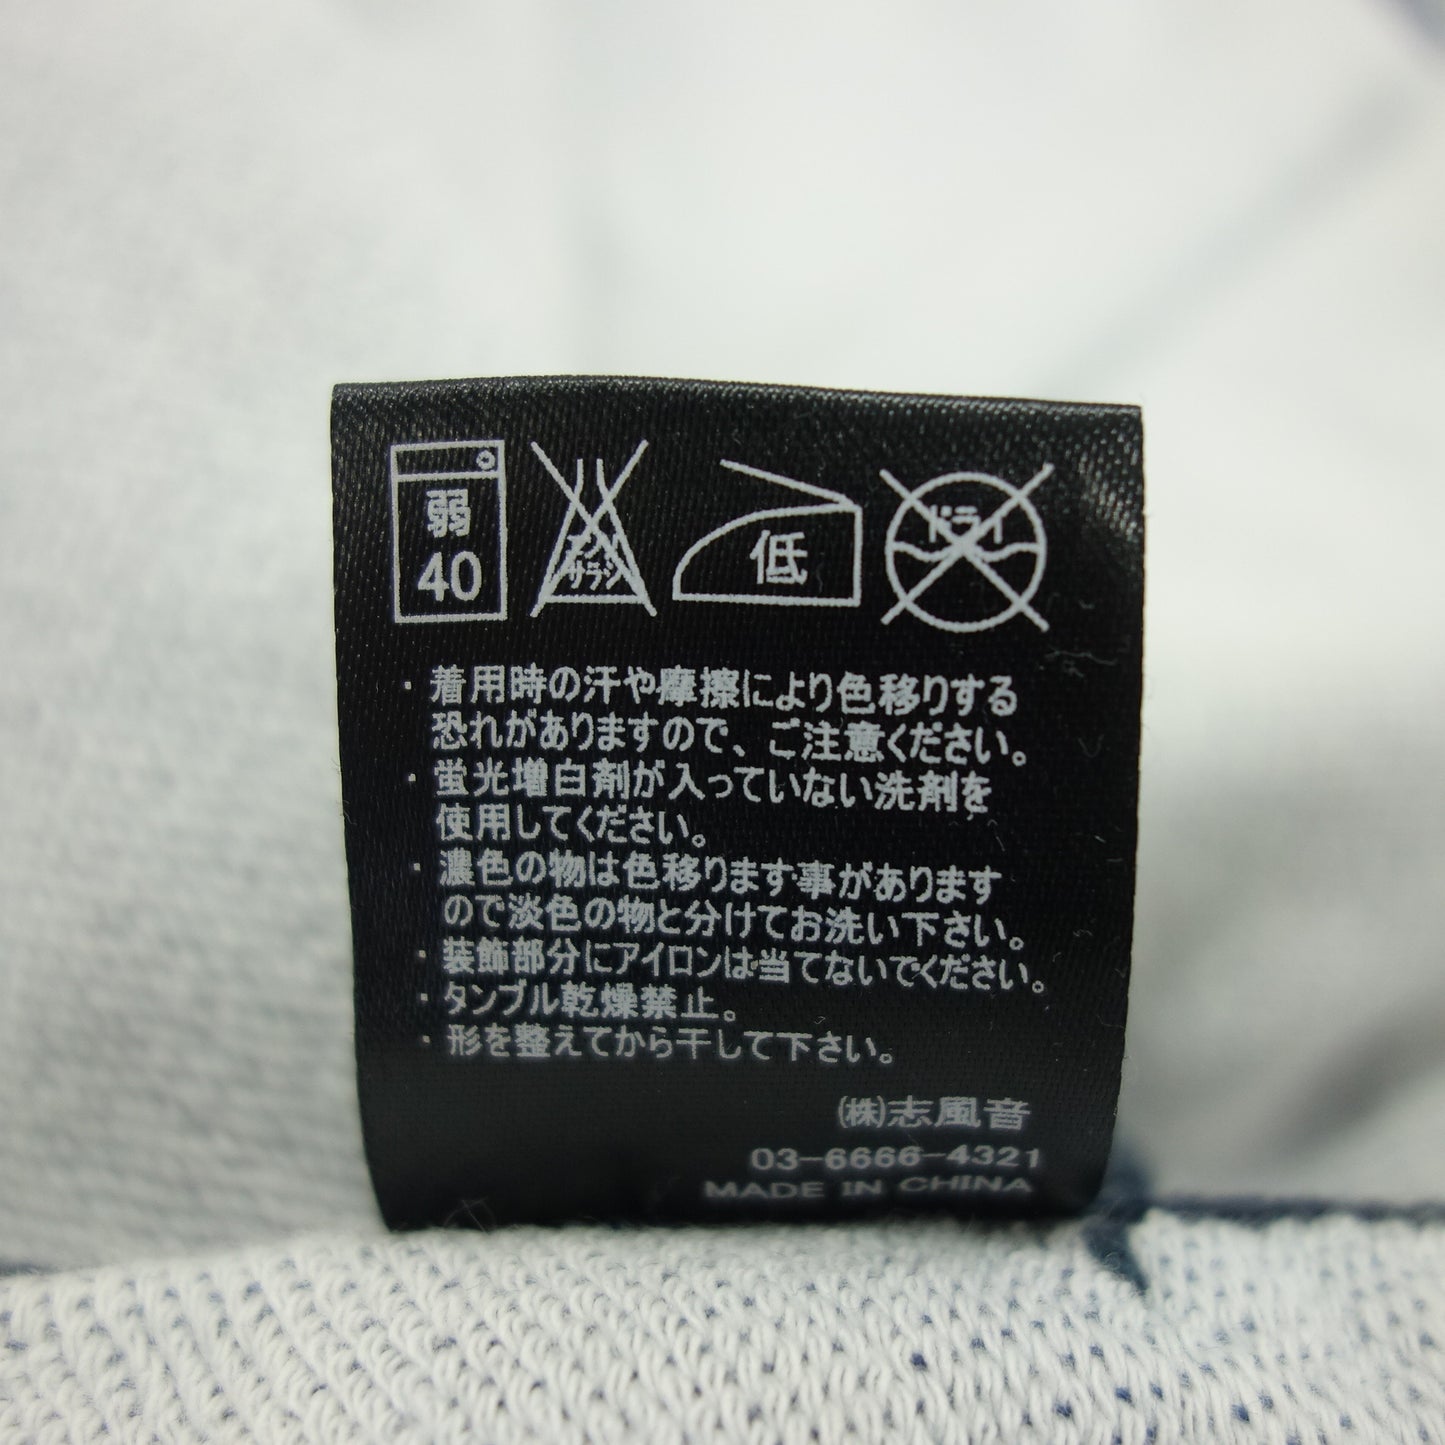 弱
40
エンソ
サラシ
低
ドライ
・着用時の汗や摩擦により色移りする
恐れがありますので、ご注意ください。
・蛍光増白剤が入っていない洗剤を
使用してください。
・濃色の物は色移ります事があります
ので淡色の物と分けてお洗い下さい。
・装飾部分にアイロンは当てないでください。
・タンブル乾燥禁止。
・形を整えてから干して下さい。
(株)志風音
03-6666-4321
MADE IN CHINA